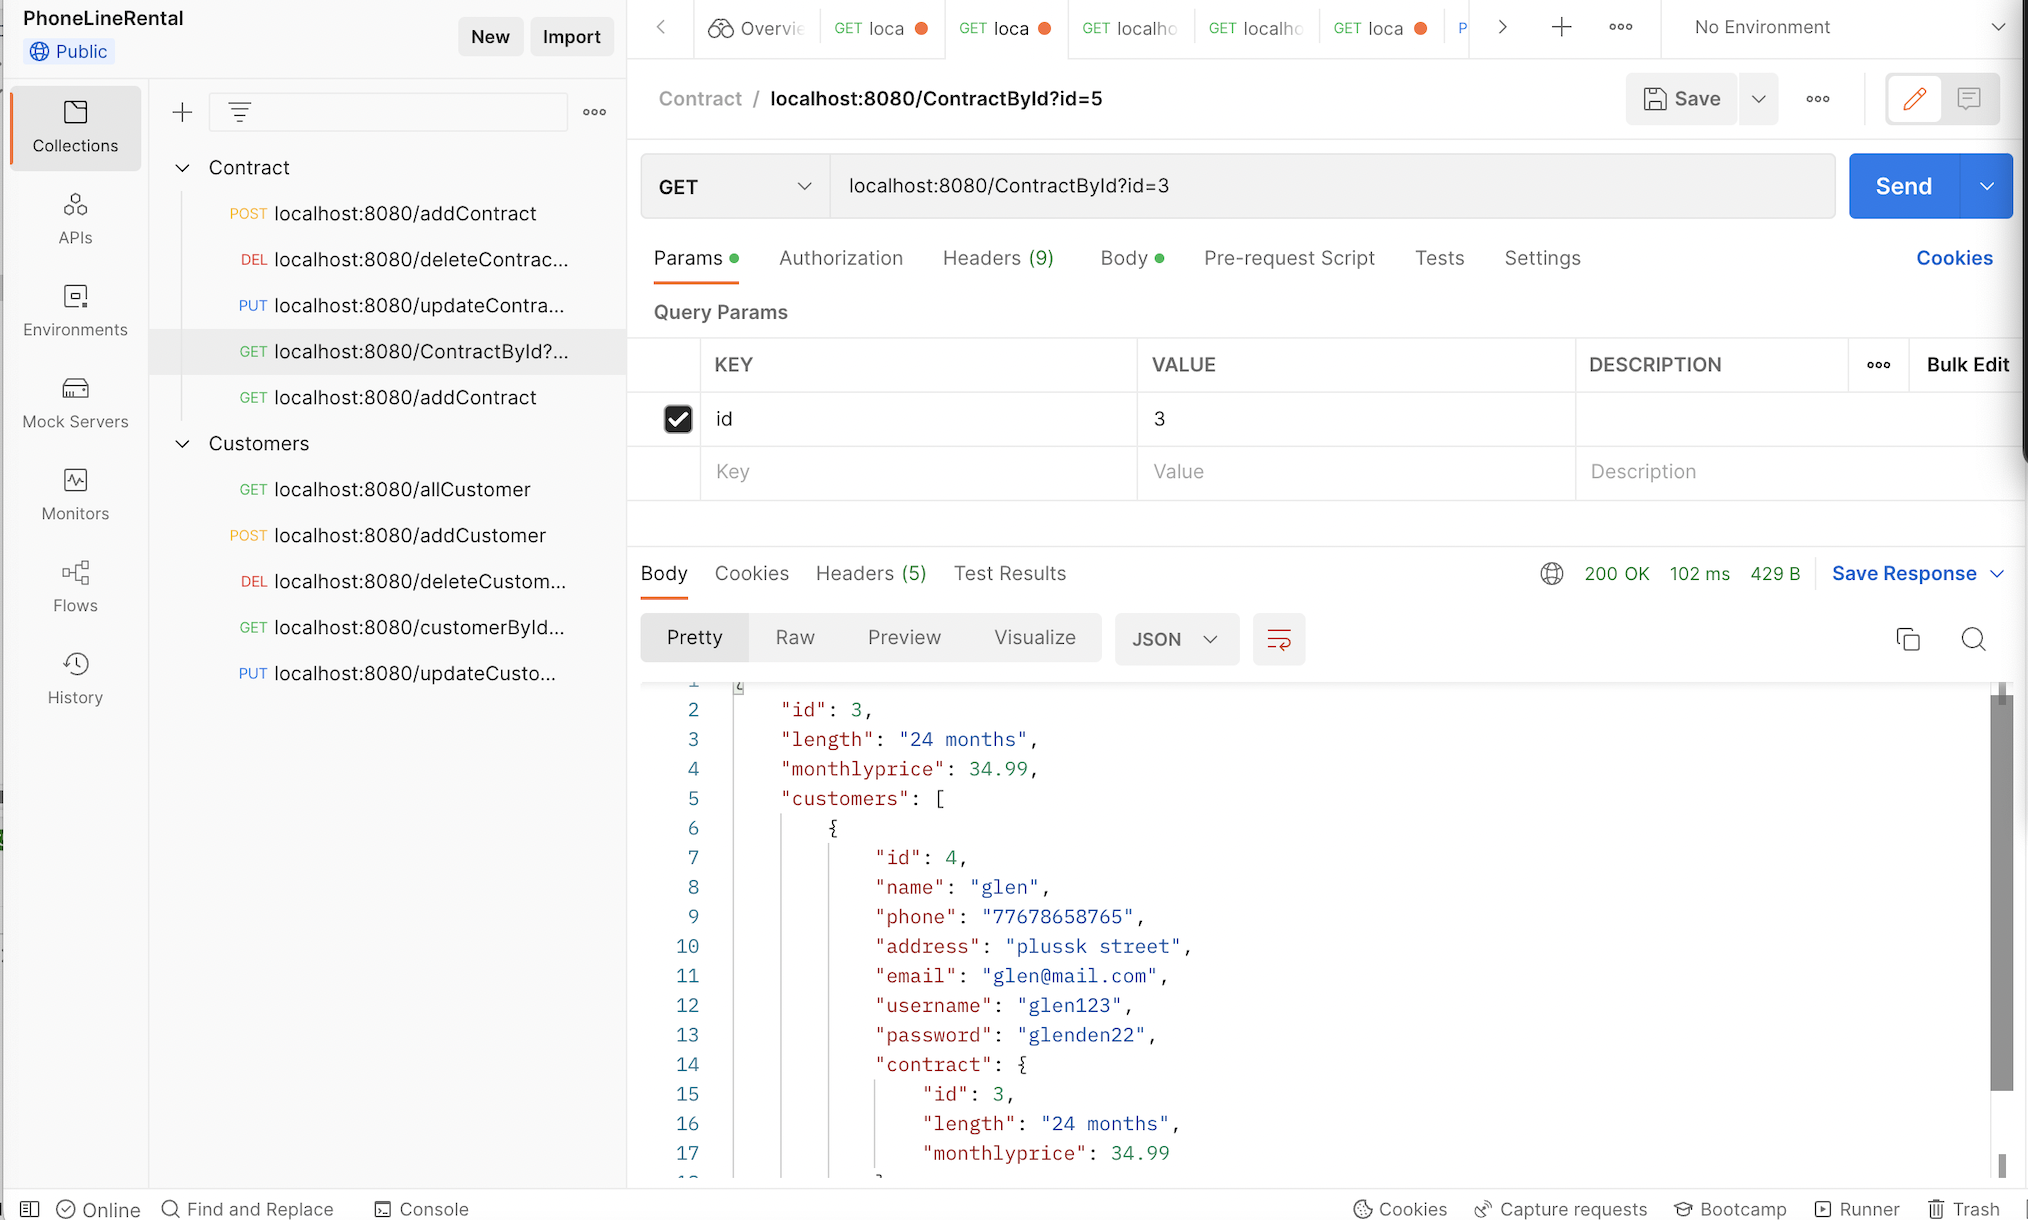 PhoneLineRental
Public
New
Import
Overvie
GET loca
GET loca
GET localho
GET localho
GET loca
P
No Environment
Collections
APIs
Environments
Mock Servers
Monitors
Flows
History
Contract
POST localhost:8080/addContract
DEL localhost:8080/deleteContrac...
PUT localhost:8080/updateContra...
GET localhost:8080/ContractById?...
GET localhost:8080/addContract
Customers
GET localhost:8080/allCustomer
POST localhost:8080/addCustomer
DEL localhost:8080/deleteCustom...
GET localhost:8080/customerById...
PUT localhost:8080/updateCusto...
Contract / localhost:8080/ContractById?id=5
Save
GET localhost:8080/ContractById?id=3
Send
Params Authorization Headers (9) Body Pre-request Script Tests Settings Cookies
Query Params
KEY VALUE DESCRIPTION Bulk Edit
id 3
Key Value Description
Body Cookies Headers (5) Test Results 200 OK 102 ms 429 B Save Response
Pretty Raw Preview Visualize JSON
1 {
2 "id": 3,
3 "length": "24 months",
4 "monthlyprice": 34.99,
5 "customers": [
6 {
7 "id": 4,
8 "name": "glen",
9 "phone": "77678658765",
10 "address": "plussk street",
11 "email": "glen@mail.com",
12 "username": "glen123",
13 "password": "glenden22",
14 "contract": {
15 "id": 3,
16 "length": "24 months",
17 "monthlyprice": 34.99
Online Find and Replace Console Cookies Capture requests Bootcamp Runner Trash